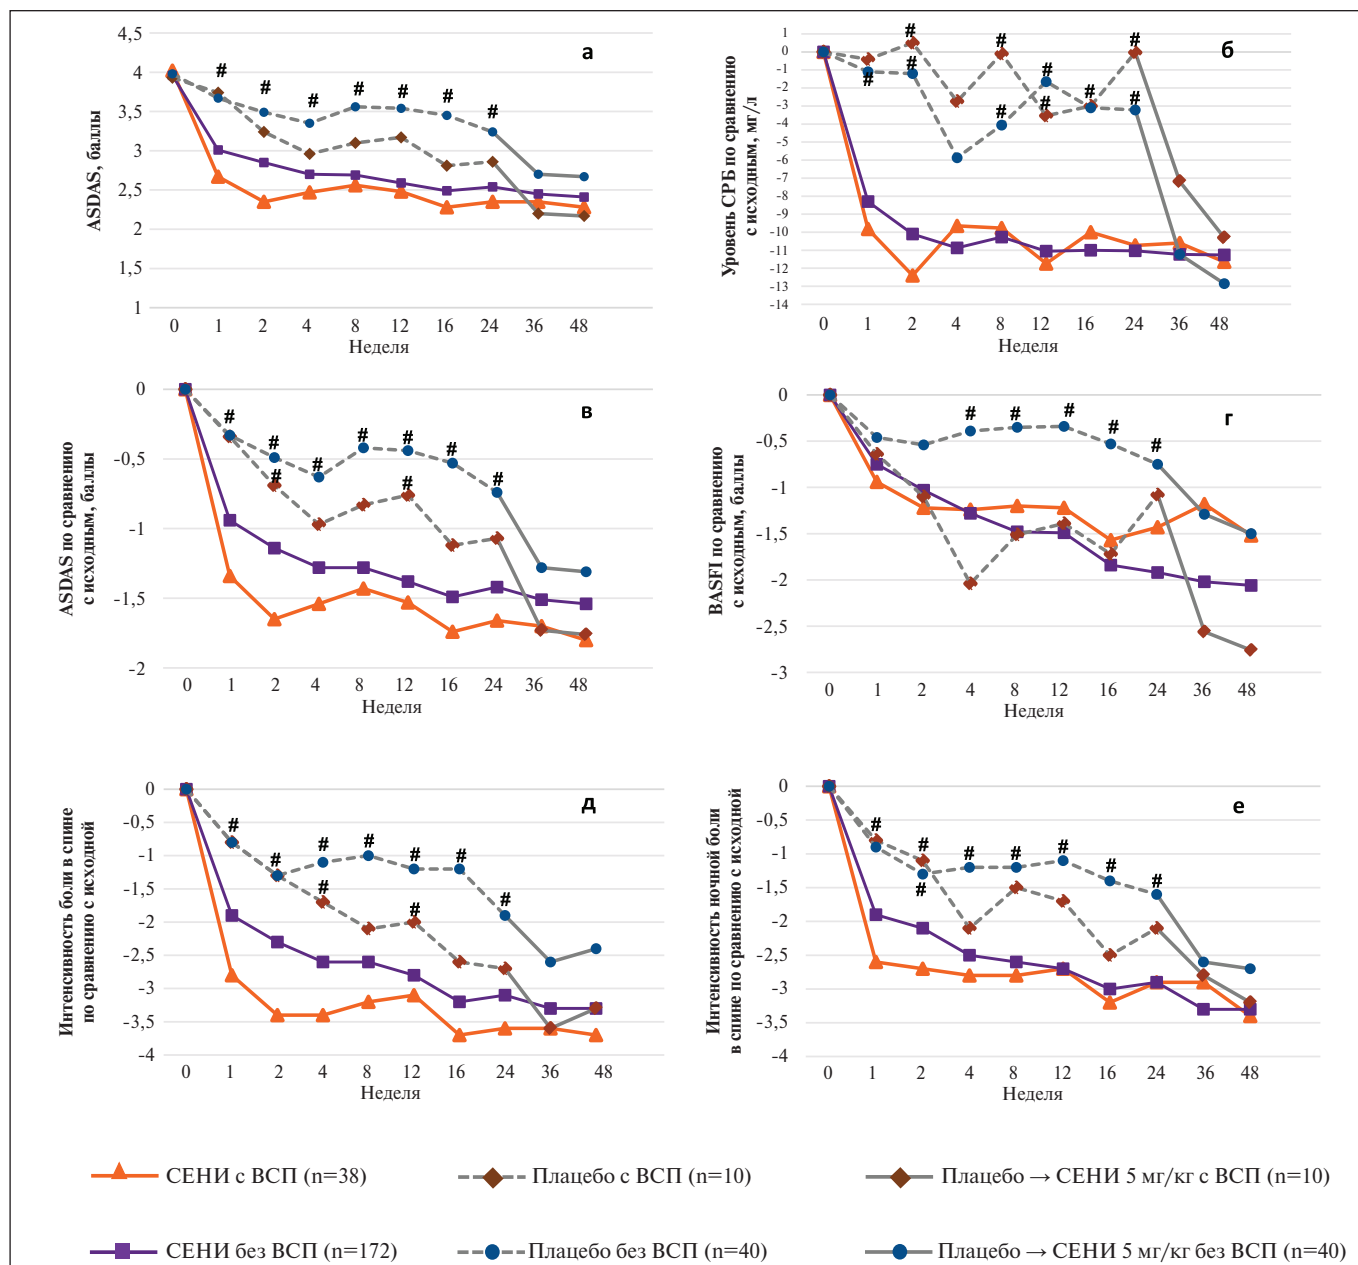 а
ASDAS, баллы
4,5
4
3,5
3
2,5
2
1,5
1
# # # # # # #
0 1 2 4 8 12 16 24 36 48
Неделя
б
Уровень СРБ по сравнению
с исходным, мг/л
1
0
-1
-2
-3
-4
-5
-6
-7
-8
-9
-10
-11
-12
-13
-14
# # # # # # # # # #
0 1 2 4 8 12 16 24 36 48
Неделя
в
ASDAS по сравнению
с исходным, баллы
0
-0,5
-1
-1,5
-2
# # # # # # # # #
0 1 2 4 8 12 16 24 36 48
Неделя
г
BASFI по сравнению
с исходным, баллы
0
-0,5
-1
-1,5
-2
-2,5
-3
# # # # #
0 1 2 4 8 12 16 24 36 48
Неделя
д
Интенсивность боли в спине
по сравнению с исходной
0
-0,5
-1
-1,5
-2
-2,5
-3
-3,5
-4
# # # # # # # # #
0 1 2 4 8 12 16 24 36 48
Неделя
е
Интенсивность ночной боли
в спине по сравнению с исходной
0
-0,5
-1
-1,5
-2
-2,5
-3
-3,5
-4
# # # # # # # #
0 1 2 4 8 12 16 24 36 48
Неделя
СЕНИ с ВСП (n=38)
Плацебо с ВСП (n=10)
Плацебо → СЕНИ 5 мг/кг с ВСП (n=10)
СЕНИ без ВСП (n=172)
Плацебо без ВСП (n=40)
Плацебо → СЕНИ 5 мг/кг без ВСП (n=40)